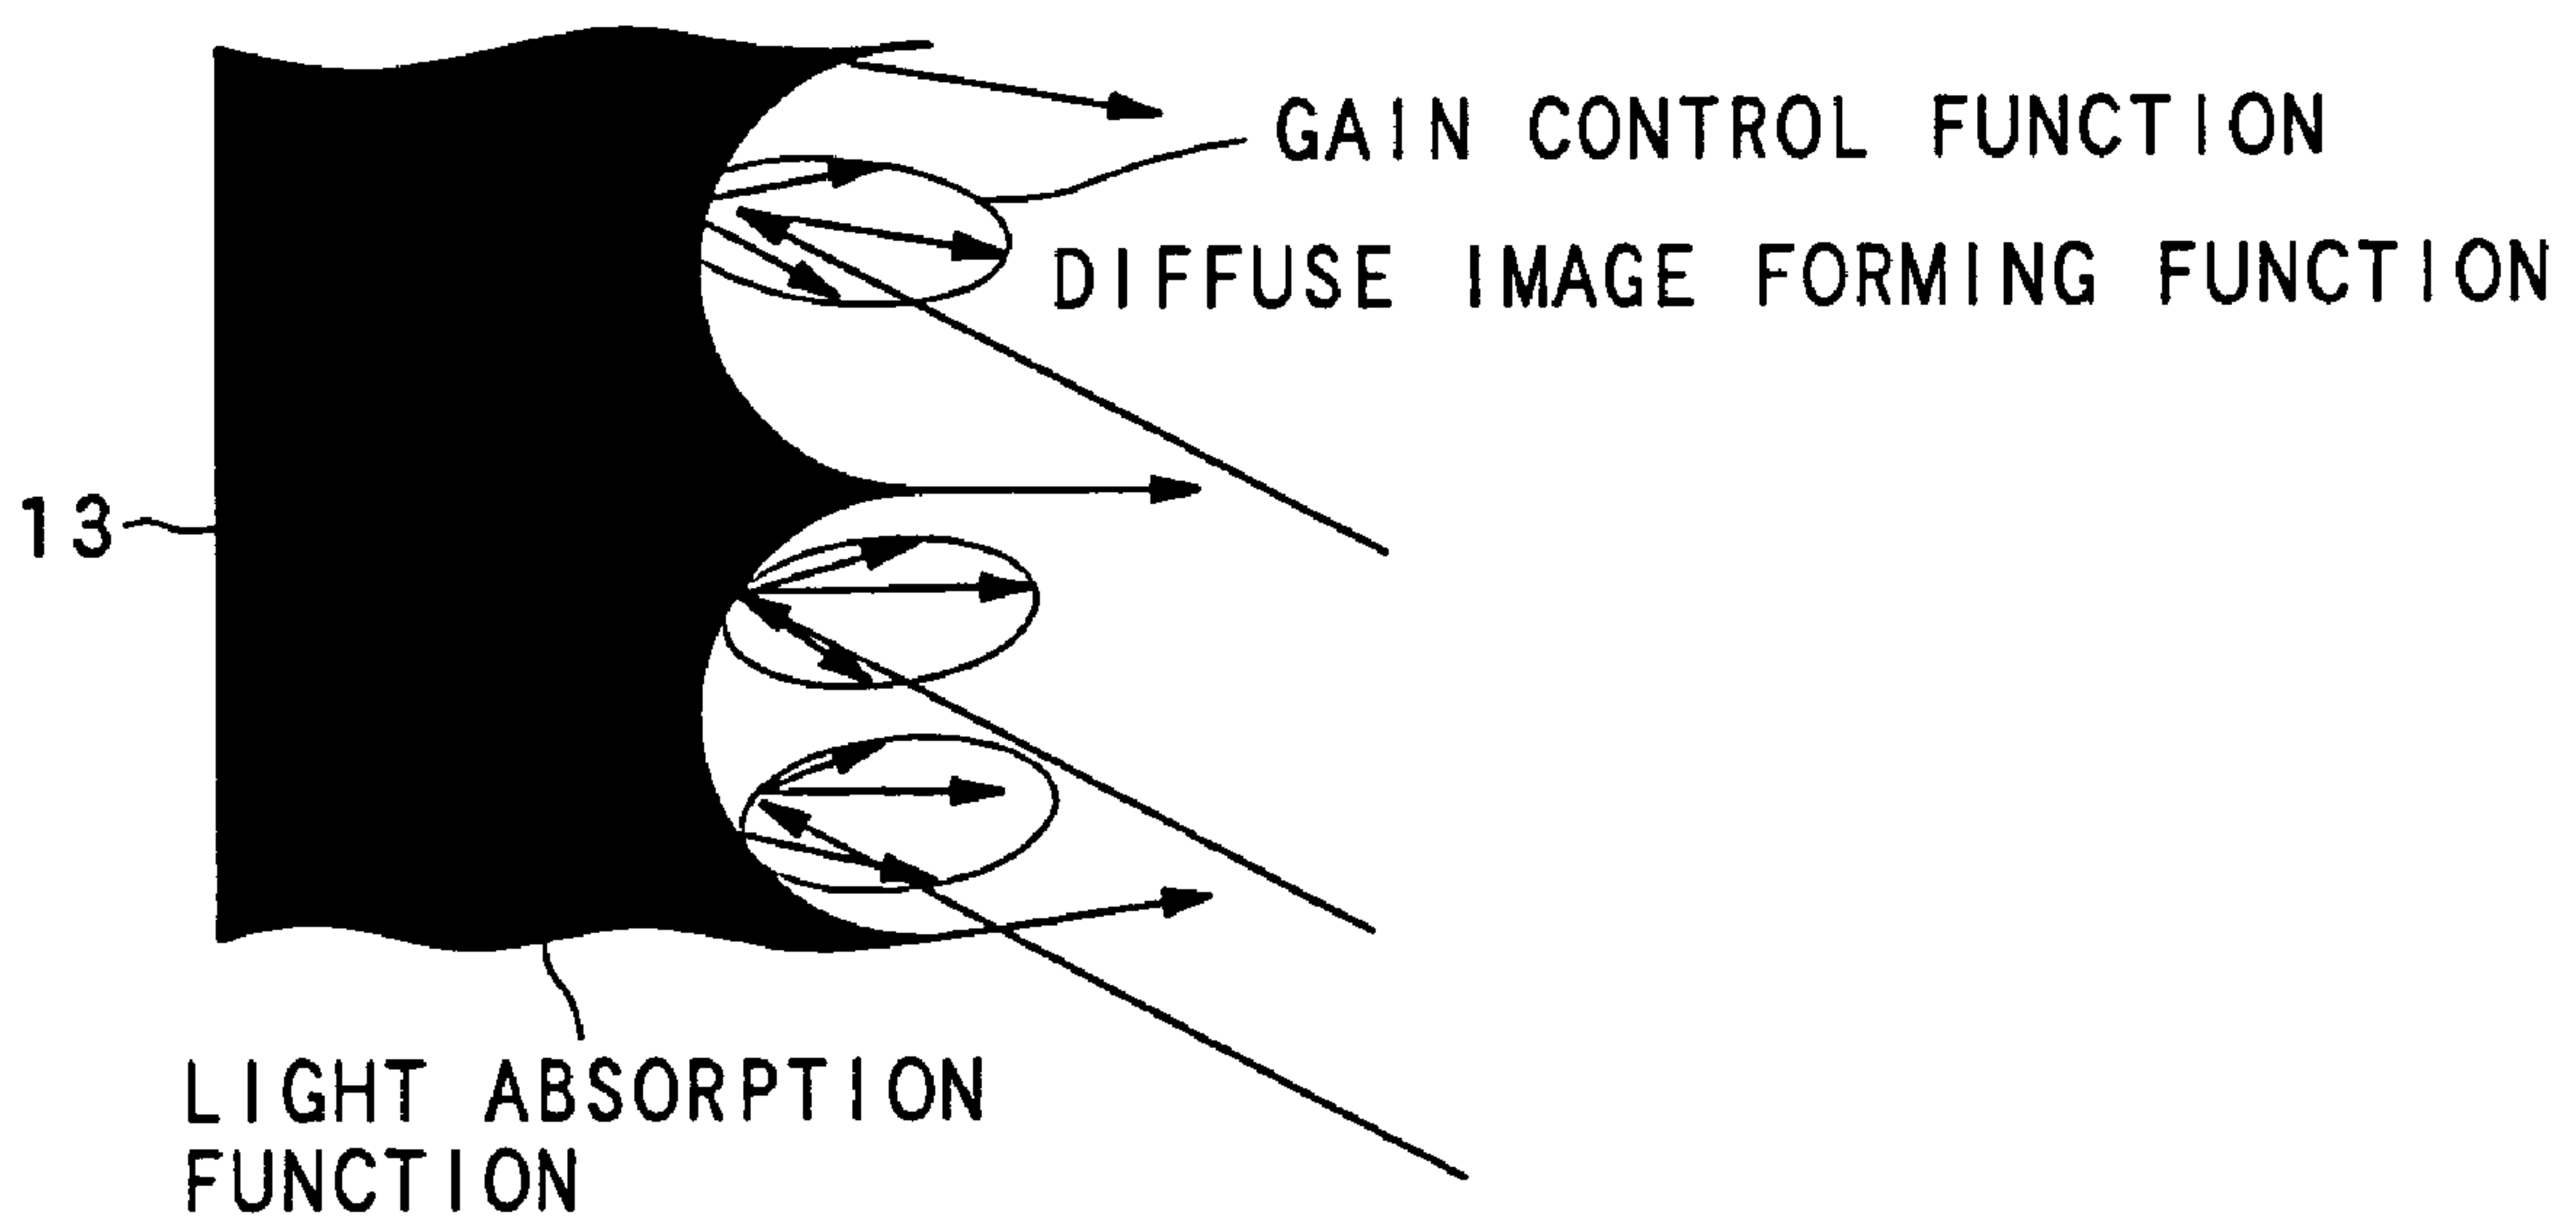 GAIN CONTROL FUNCTION
DIFFUSE IMAGE FORMING FUNCTION
13
LIGHT ABSORPTION
FUNCTION